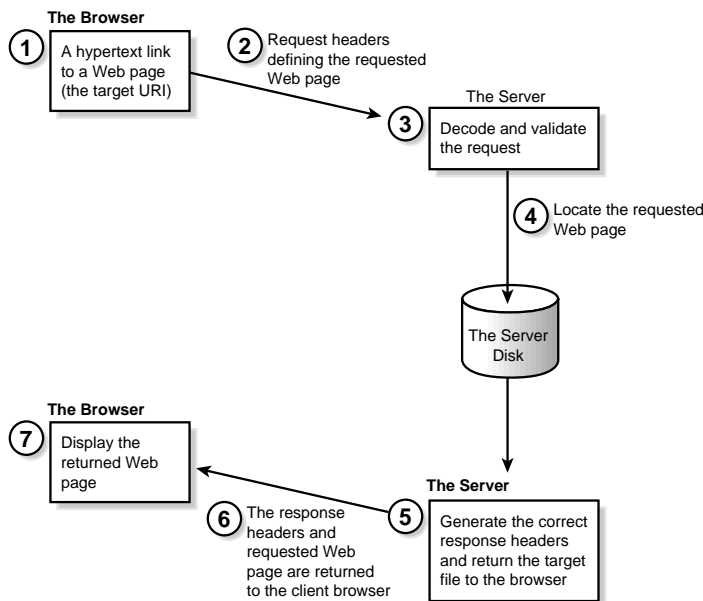 The Browser
1
A hypertext link
to a Web page
(the target URI)
2
Request headers
defining the requested
Web page
The Server
3
Decode and validate
the request
4
Locate the requested
Web page
The Server
Disk
The Server
5
Generate the correct
response headers
and return the target
file to the browser
6
The response
headers and
requested Web
page are returned
to the client browser
The Browser
7
Display the
returned Web
page